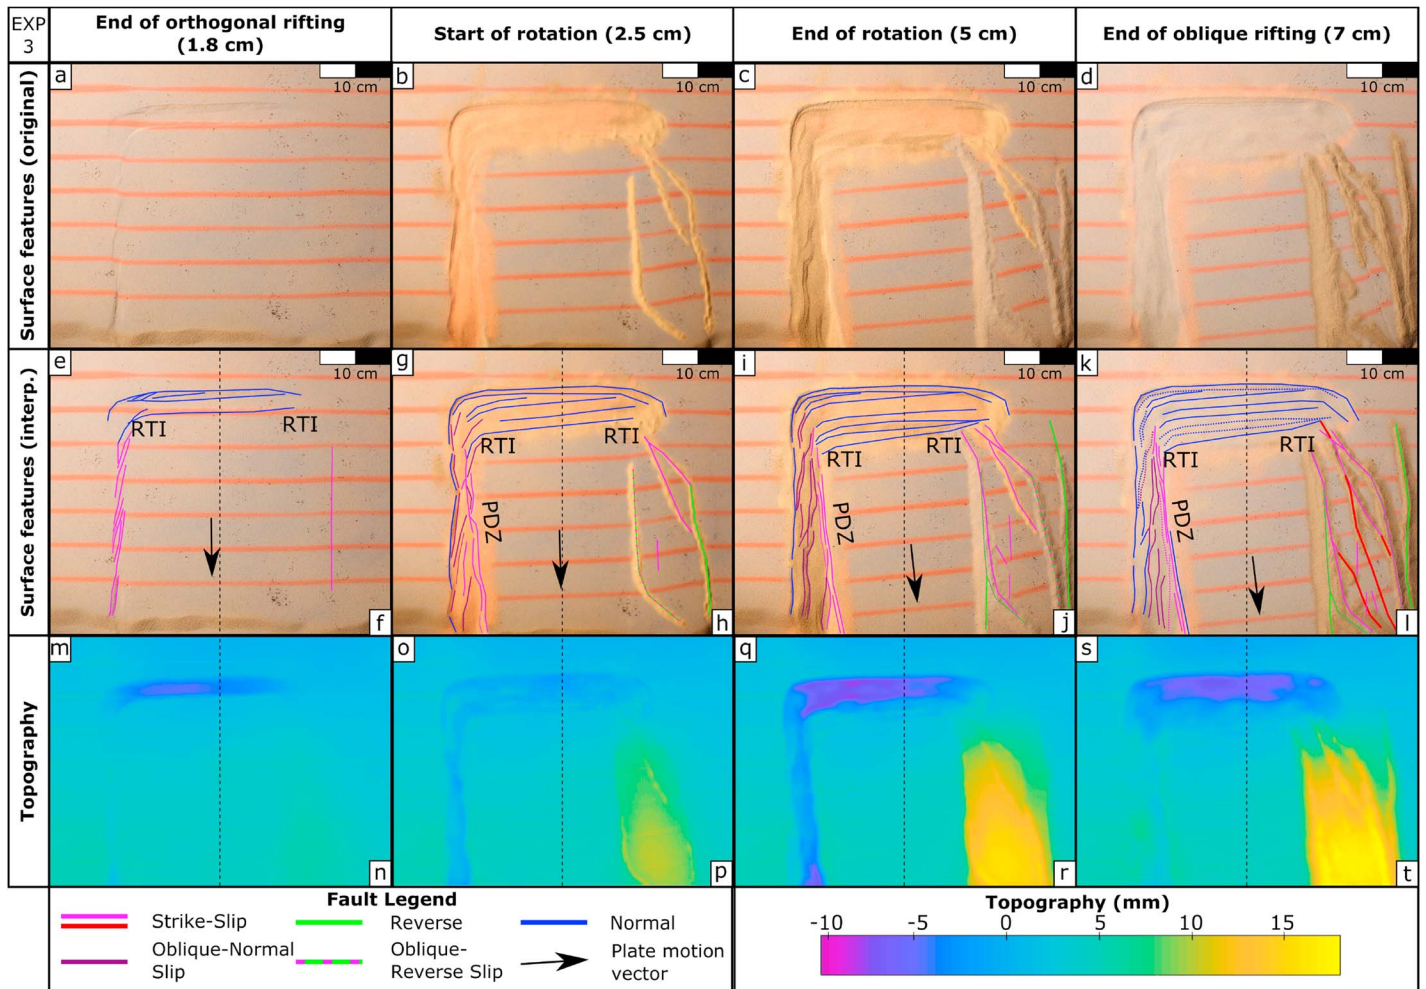 EXP
3
End of orthogonal rifting
(1.8 cm)
Start of rotation (2.5 cm)
End of rotation (5 cm)
End of oblique rifting (7 cm)
Surface features (original)
a
10 cm
b
10 cm
c
10 cm
d
10 cm
Surface features (interp.)
e
10 cm
RTI
RTI
f
g
10 cm
RTI
RTI
PDZ
h
i
10 cm
RTI
RTI
PDZ
j
k
10 cm
RTI
RTI
PDZ
l
Topography
m
n
o
p
q
r
s
t
Fault Legend
Strike-Slip
Reverse
Normal
Oblique-Normal
Slip
Oblique-
Reverse Slip
Plate motion
vector
Topography (mm)
-10 -5 0 5 10 15